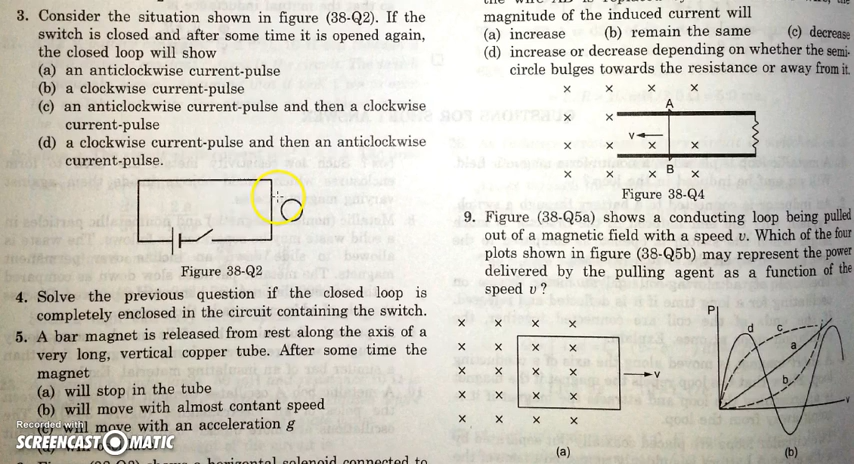 3. Consider the situation shown in figure (38-Q2). If the
switch is closed and after some time it is opened again,
the closed loop will show
(a) an anticlockwise current-pulse
(b) a clockwise current-pulse
(c) an anticlockwise current-pulse and then a clockwise
current-pulse
(d) a clockwise current-pulse and then an anticlockwise
current-pulse.
Figure 38-Q2
4. Solve the previous question if the closed loop is
completely enclosed in the circuit containing the switch.
5. A bar magnet is released from rest along the axis of a
very long, vertical copper tube. After some time the
magnet
(a) will stop in the tube
(b) will move with almost contant speed
(c) will move with an acceleration g
Recorded with
SCREENCAST O MATIC
horizontal solenoid connected to
magnitude of the induced current will
(a) increase (b) remain the same (c) decrease
(d) increase or decrease depending on whether the semi-
circle bulges towards the resistance or away from it.
× × × ×
A
× ×
v
× × × ×
B
× × × ×
Figure 38-Q4
9. Figure (38-Q5a) shows a conducting loop being pulled
out of a magnetic field with a speed v. Which of the four
plots shown in figure (38-Q5b) may represent the power
delivered by the pulling agent as a function of the
speed v ?
× × × ×
× × × ×
× × × ×
× × × ×
× × × ×
v
(a)
P
d
c
a
b
v
(b)